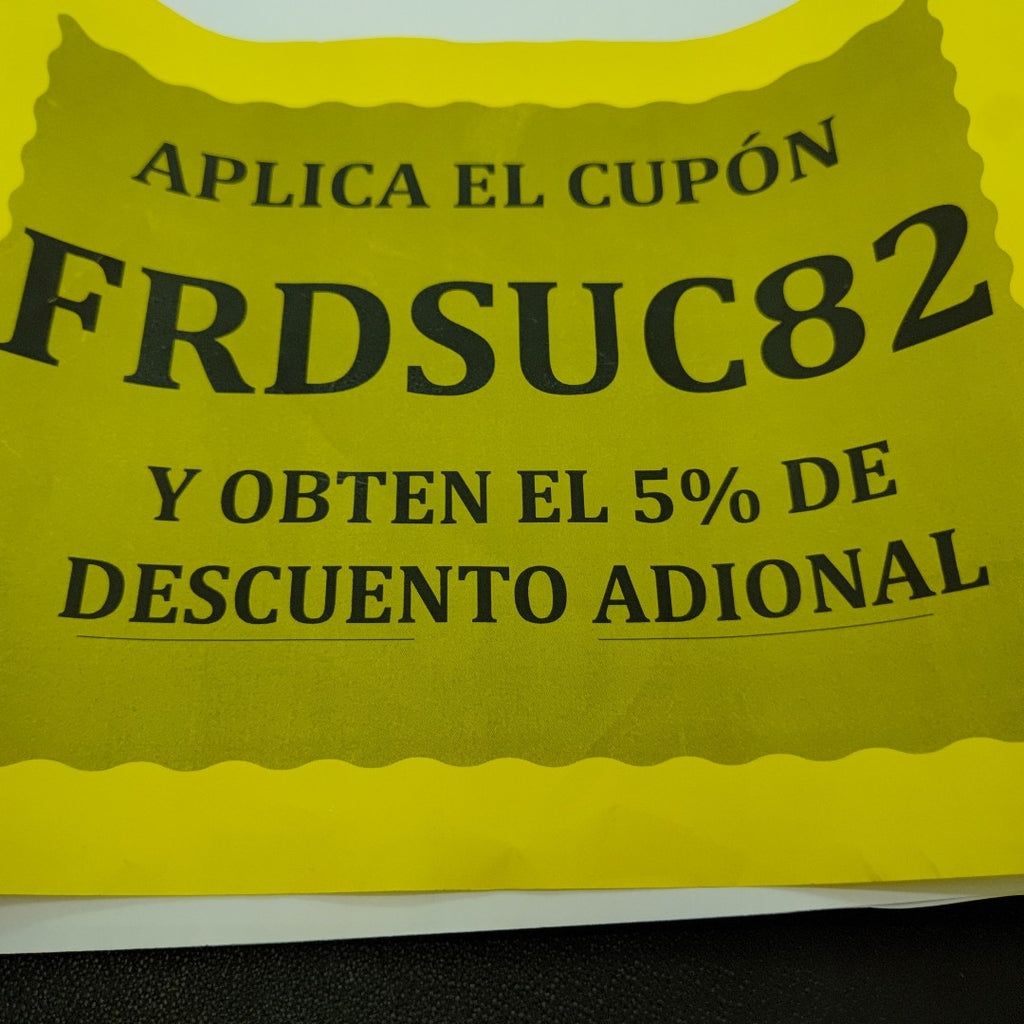 APLICA EL CUPÓN
FRDSUC82
Y OBTEN EL 5% DE
DESCUENTO ADIONAL